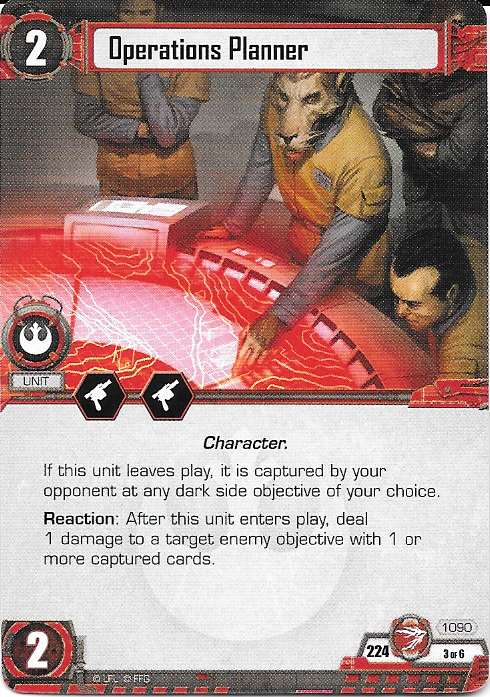 2
Operations Planner
UNIT
Character.
If this unit leaves play, it is captured by your
opponent at any dark side objective of your choice.
Reaction: After this unit enters play, deal
1 damage to a target enemy objective with 1 or
more captured cards.
2
© LFL © FFG
224
1090
3 OF 6